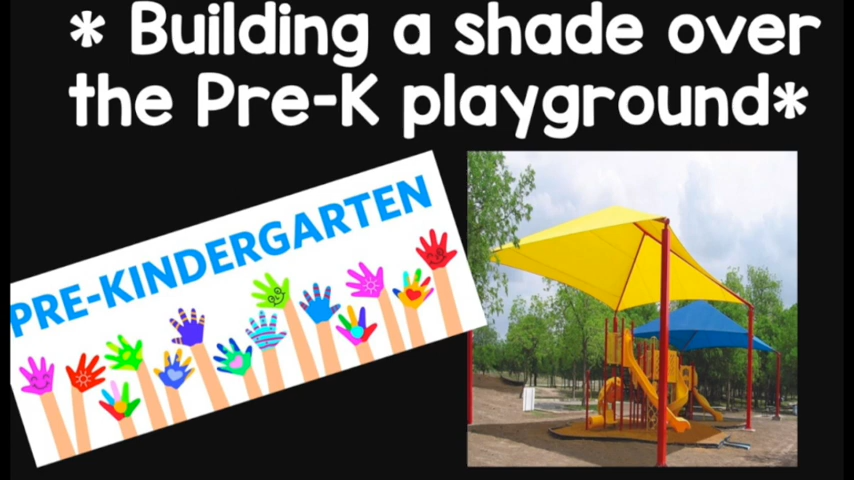 * Building a shade over
the Pre-K playground*
PRE-KINDERGARTEN